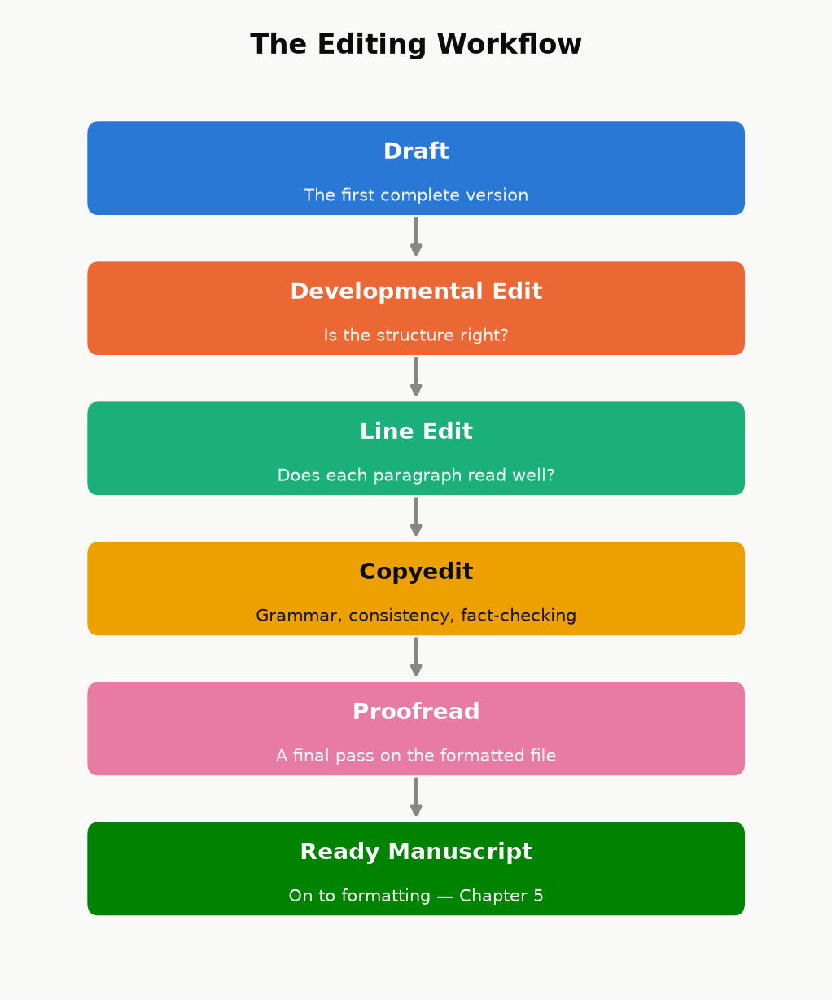 The Editing Workflow
Draft
The first complete version
Developmental Edit
Is the structure right?
Line Edit
Does each paragraph read well?
Copyedit
Grammar, consistency, fact-checking
Proofread
A final pass on the formatted file
Ready Manuscript
On to formatting — Chapter 5